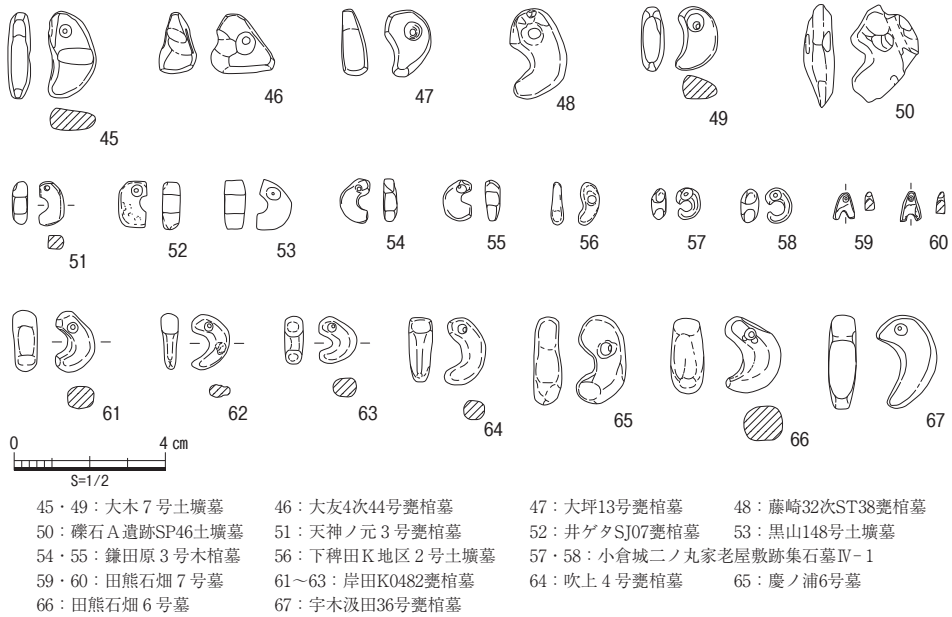 45 46 47 48 49 50
51 52 53 54 55 56 57 58 59 60
61 62 63 64 65 66 67
0 4 cm
S=1/2
45・49：大木７号土壙墓 46：大友4次44号甕棺墓 47：大坪13号甕棺墓 48：藤崎32次ST38甕棺墓
50：礫石Ａ遺跡SP46土壙墓 51：天神ノ元３号甕棺墓 52：井ゲタSJ07甕棺墓 53：黒山148号土壙墓
54・55：鎌田原３号木棺墓 56：下稗田Ｋ地区２号土壙墓 57・58：小倉城二ノ丸家老屋敷跡集石墓Ⅳ-１
59・60：田熊石畑７号墓 61～63：岸田K0482甕棺墓 64：吹上４号甕棺墓 65：慶ノ浦6号墓
66：田熊石畑６号墓 67：宇木汲田36号甕棺墓